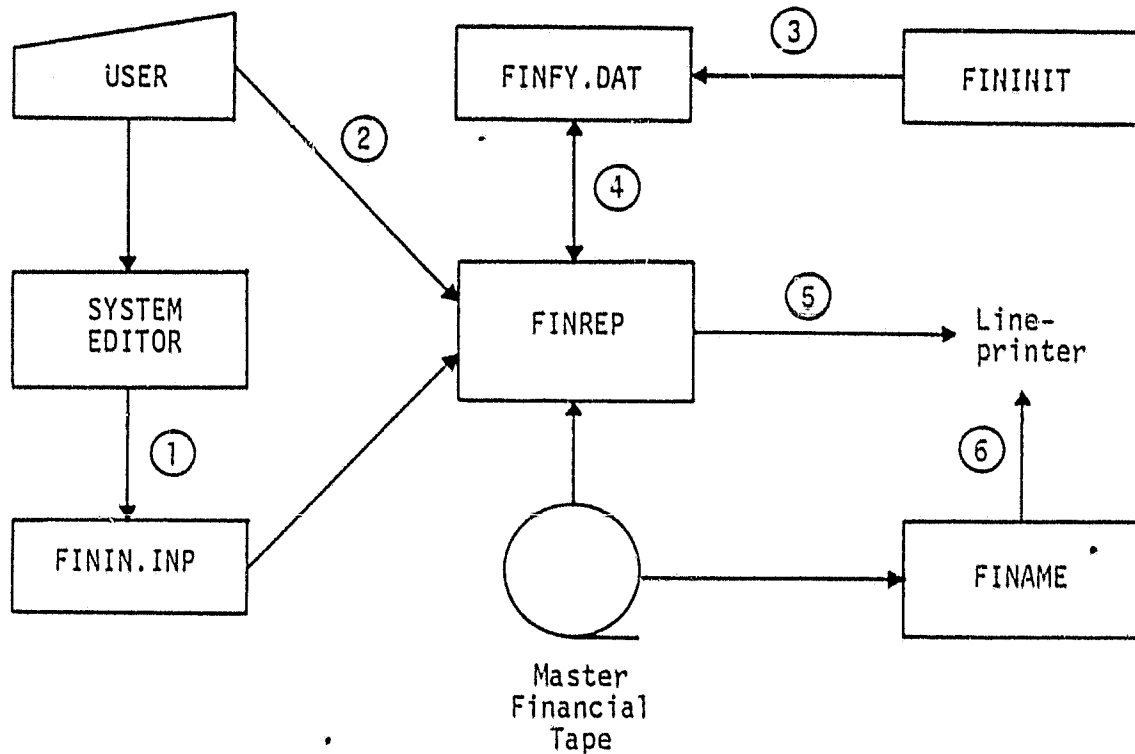 USER
FINFY.DAT
3
FININIT
2
4
SYSTEM
EDITOR
FINREP
5
Line-
printer
1
6
FININ.INP
FINAME
Master
Financial
Tape